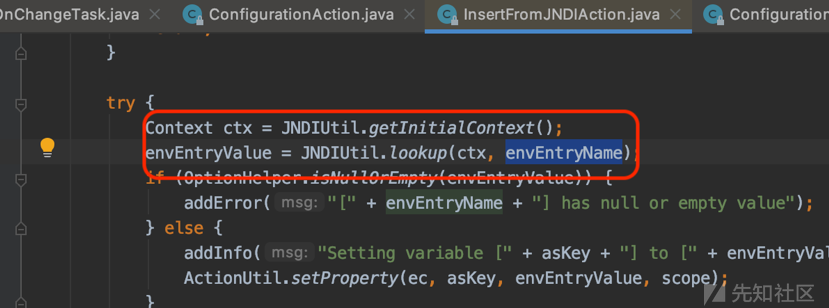 OnChangeTask.java × ConfigurationAction.java × InsertFromJNDIAction.java × Configuration
}
try {
Context ctx = JNDIUtil.getInitialContext();
envEntryValue = JNDIUtil.lookup(ctx, envEntryName);
if (OptionHelper.isNullOrEmpty(envEntryValue)) {
addError( msg: "[" + envEntryName + "] has null or empty value");
} else {
addInfo( msg: "Setting variable [" + asKey + "] to [" + envEntryVa
ActionUtil.setProperty(ec, asKey, envEntryValue, scope);
}
先知社区